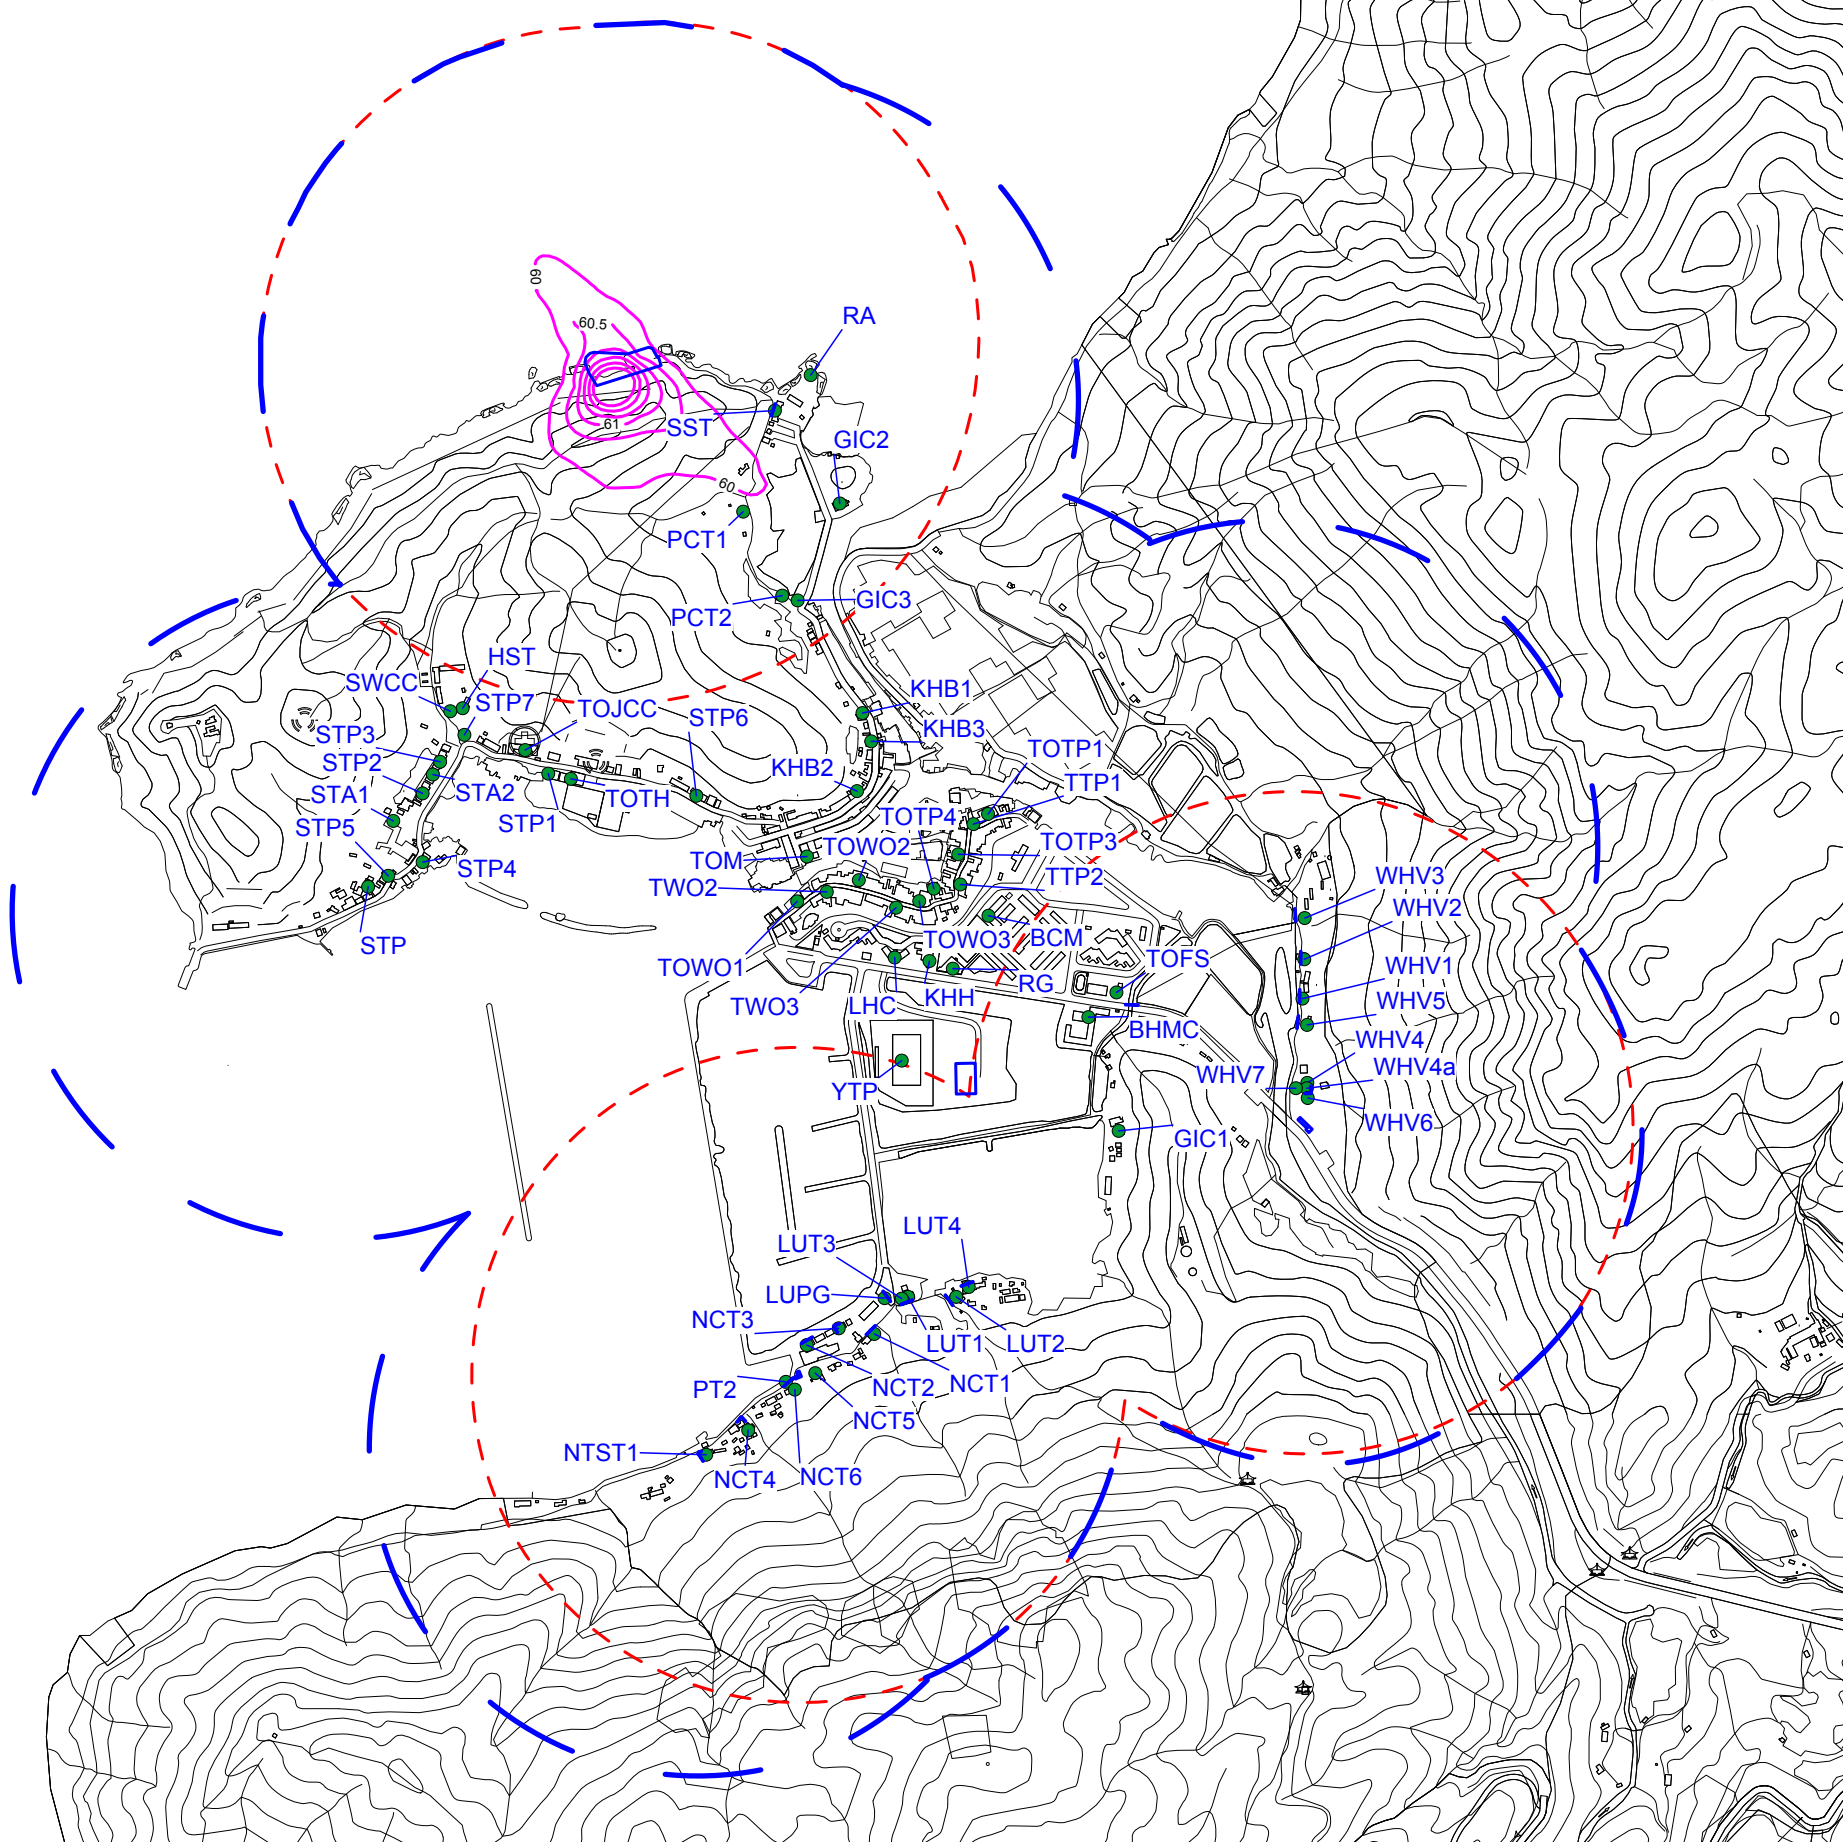 60
60.5
RA
61
SST
GIC2
60
PCT1
GIC3
PCT2
HST
SWCC
STP7
TOJCC
STP6
KHB1
STP3
KHB3
TOTP1
STP2
KHB2
TTP1
STA1
STA2
TOTH
TOTP4
STP5
STP1
TOTP3
TOM
TOWO2
STP4
TWO2
TTP2
WHV3
WHV2
STP
TOWO3
BCM
TOFS
TOWO1
WHV1
RG
KHH
TWO3
LHC
WHV5
BHMC
WHV4
WHV7
WHV4a
YTP
WHV6
GIC1
LUT4
LUT3
LUPG
NCT3
LUT1
LUT2
PT2
NCT2
NCT1
NCT5
NTST1
NCT4
NCT6